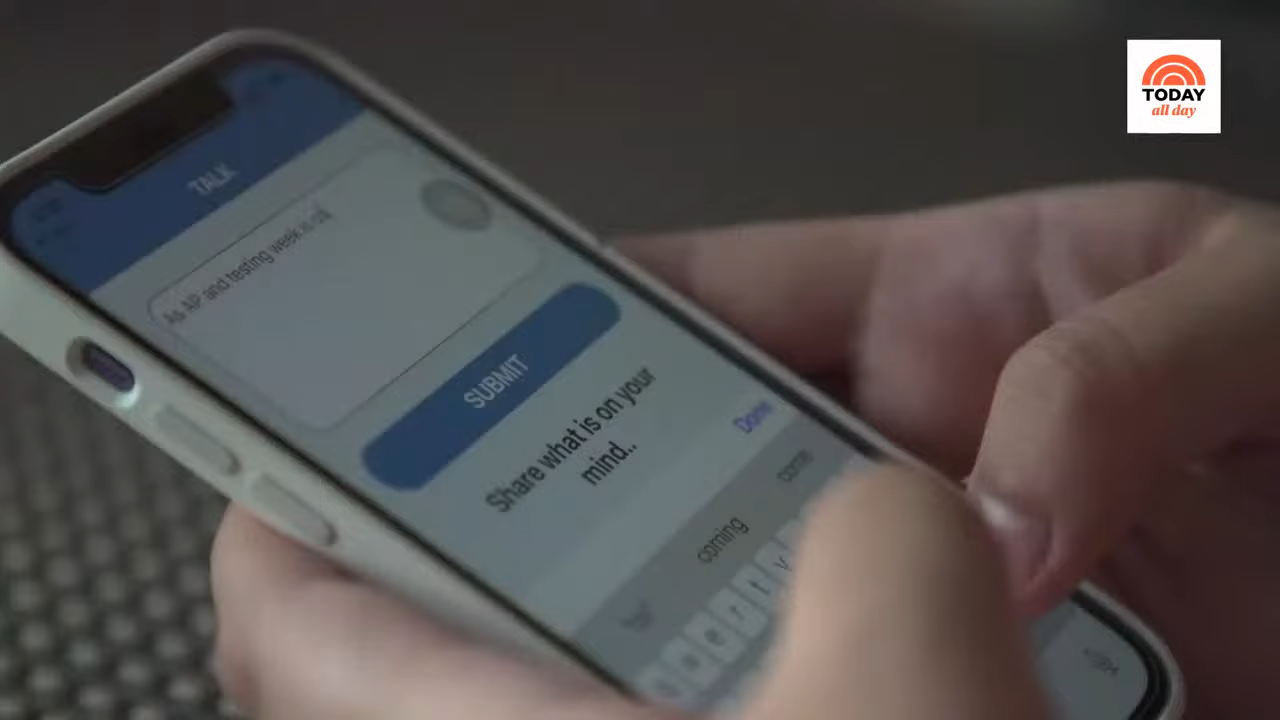 TODAY
all day
TALK
As AP and testing week is
SUBMIT
Share what is on your
mind..
Done
coming
come